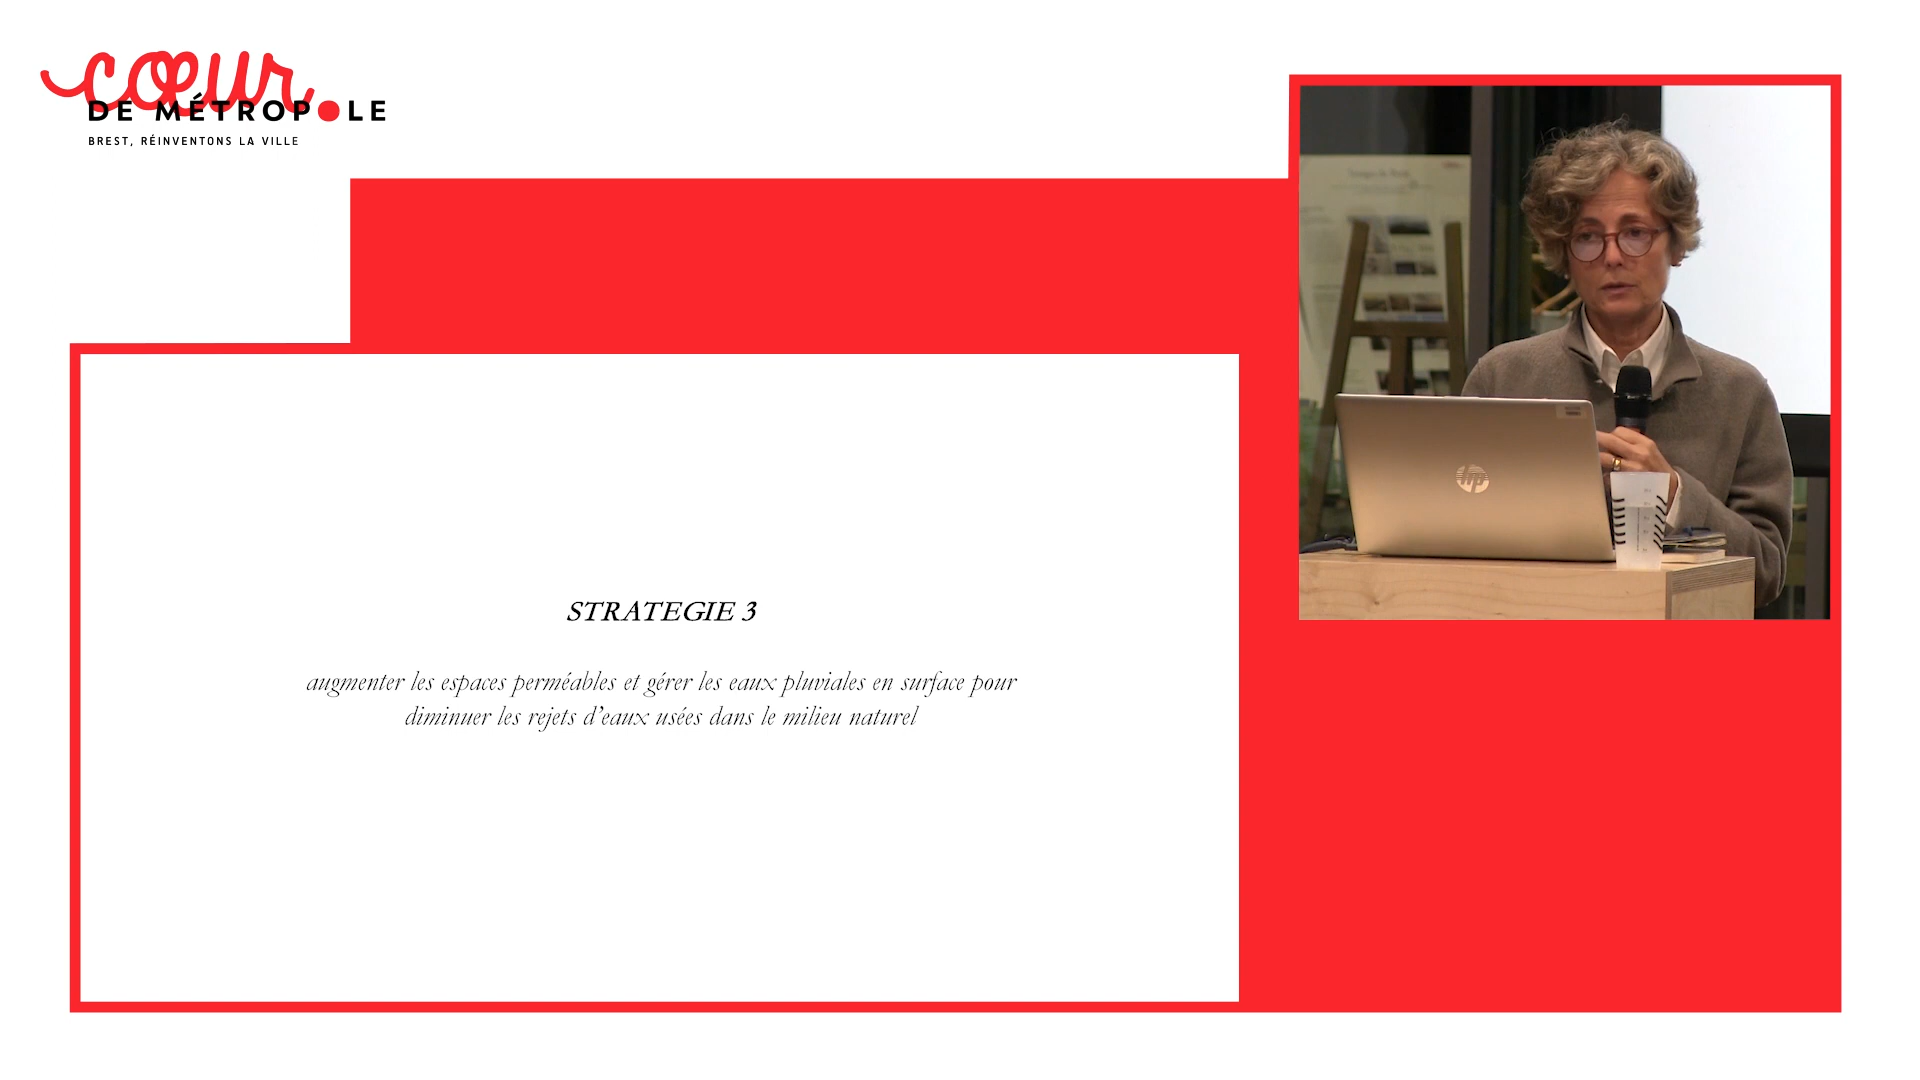 cœur
DE MÉTROPOLE
BREST, RÉINVENTONS LA VILLE
hp
STRATEGIE 3
augmenter les espaces perméables et gérer les eaux pluviales en surface pour
diminuer les rejets d'eaux usées dans le milieu naturel